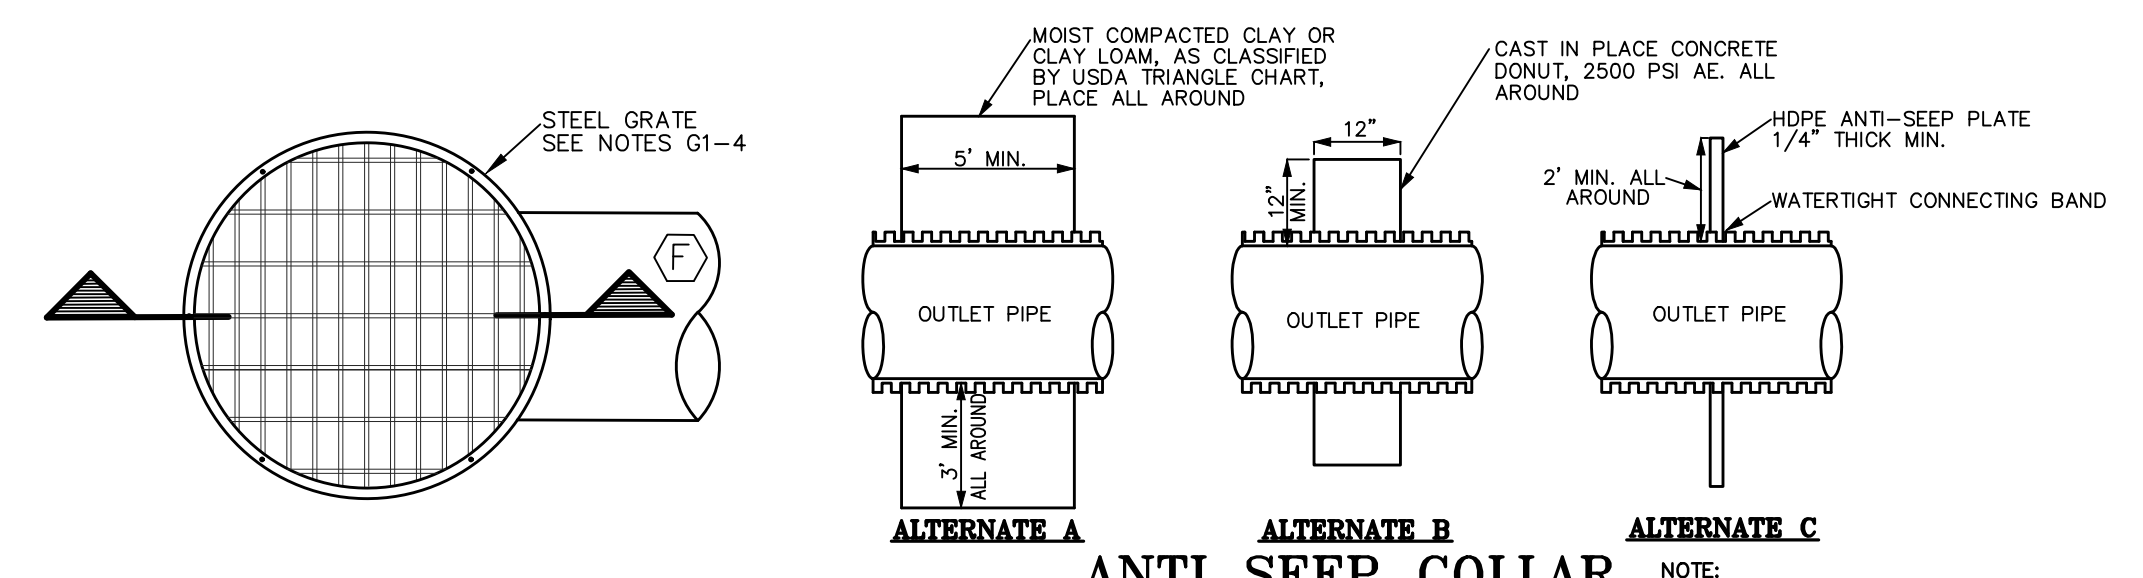 STEEL GRATE
SEE NOTES G1-4
F
MOIST COMPACTED CLAY OR
CLAY LOAM, AS CLASSIFIED
BY USDA TRIANGLE CHART,
PLACE ALL AROUND
5' MIN.
OUTLET PIPE
3' MIN.
ALL AROUND
ALTERNATE A
CAST IN PLACE CONCRETE
DONUT, 2500 PSI AE. ALL
AROUND
12"
12"
MIN.
OUTLET PIPE
ALTERNATE B
HDPE ANTI-SEEP PLATE
1/4" THICK MIN.
2' MIN. ALL
AROUND
WATERTIGHT CONNECTING BAND
OUTLET PIPE
ALTERNATE C
ANTI SEEP COLLAR
NOTE: